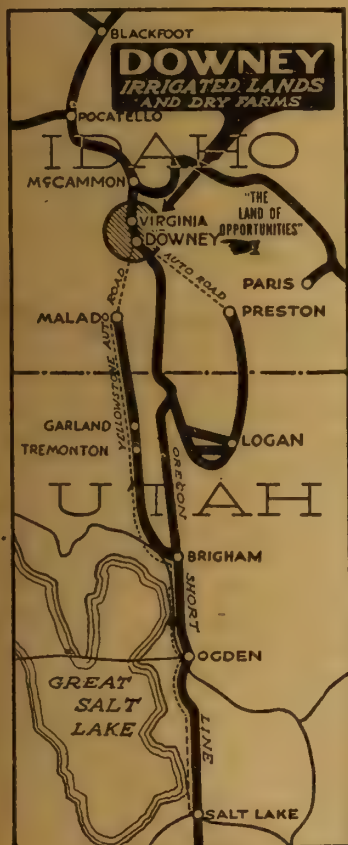 BLACKFOOT
DOWNEY
IRRIGATED LANDS
AND DRY FARMS
POCATELLO
IDAHO
McCAMMON
"THE
LAND OF
OPPORTUNITIES"
VIRGINIA
DOWNEY
AUTO ROAD
PARIS
PRESTON
MALAD
YELLOWSTONE AUTO ROAD
GARLAND
TREMONTON
LOGAN
UTAH
OREGON
SHORT
LINE
BRIGHAM
OGDEN
GREAT
SALT
LAKE
SALT LAKE